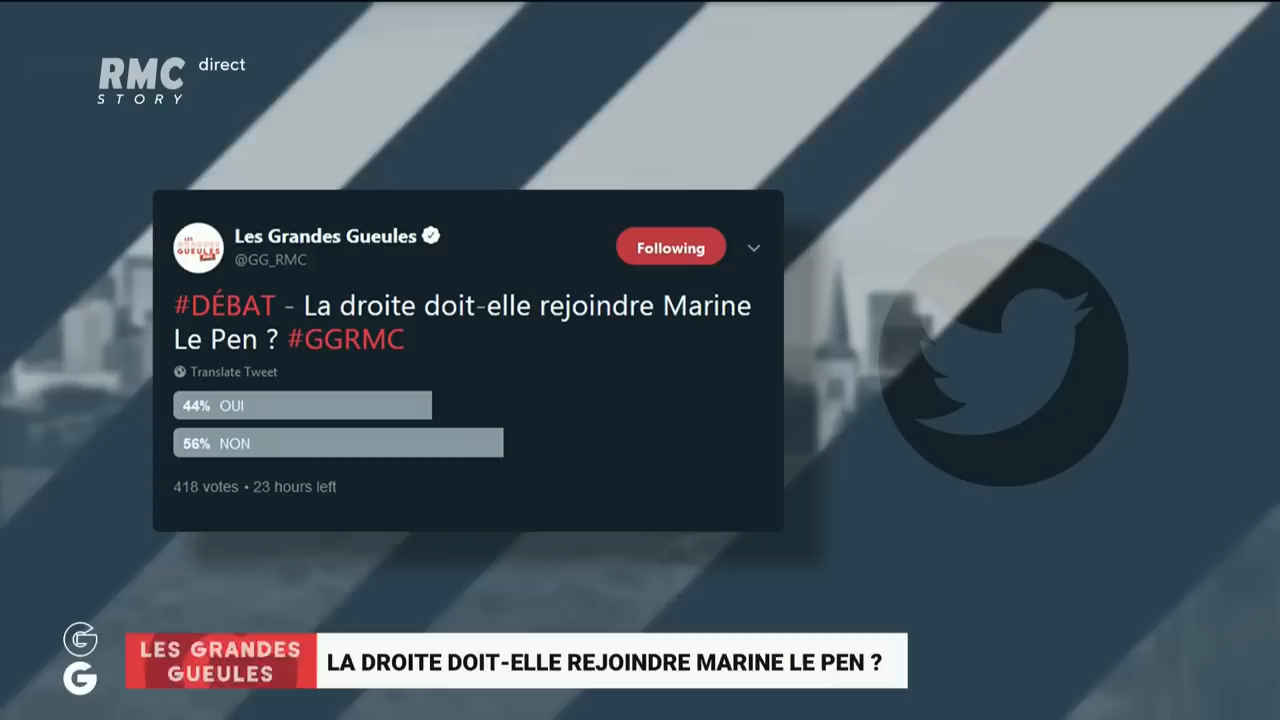 RMC direct
STORY
Les Grandes Gueules
@GG_RMC
Following
#DÉBAT - La droite doit-elle rejoindre Marine
Le Pen ? #GGRMC
Translate Tweet
44% OUI
56% NON
418 votes • 23 hours left
LES GRANDES
GUEULES
LA DROITE DOIT-ELLE REJOINDRE MARINE LE PEN ?